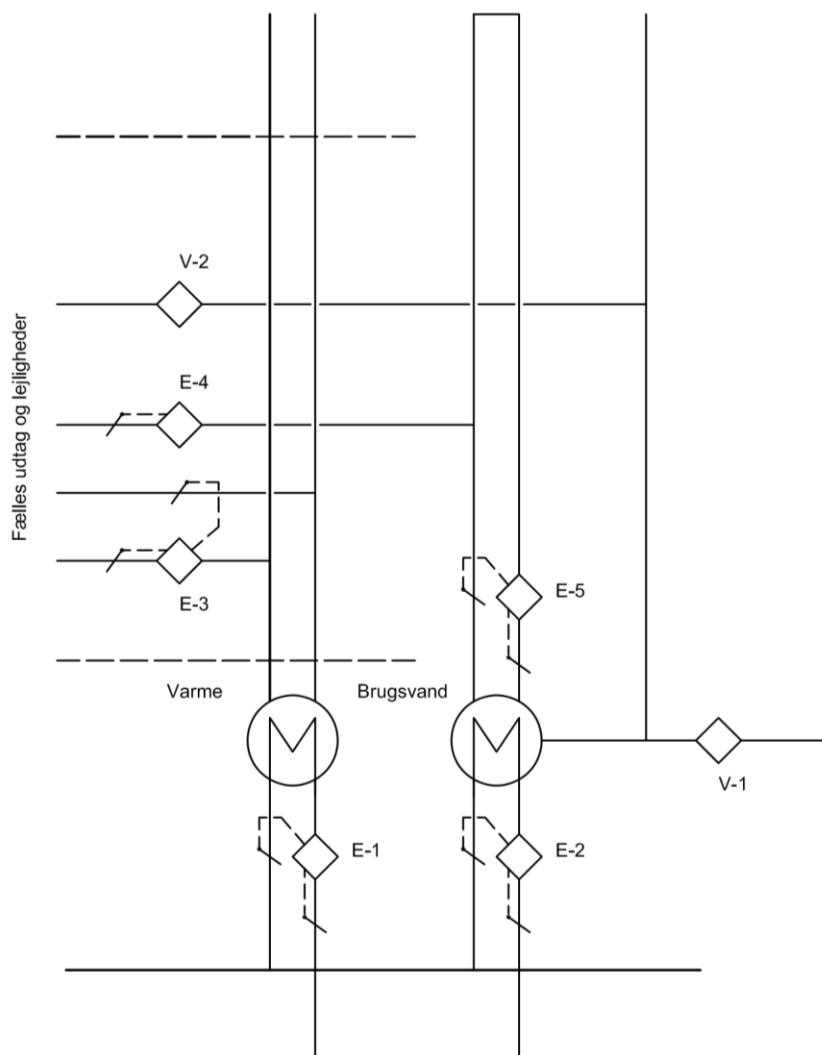 V-2
Fælles udtag og lejligheder
E-4
E-3
E-5
Varme
Brugsvand
V-1
E-1
E-2